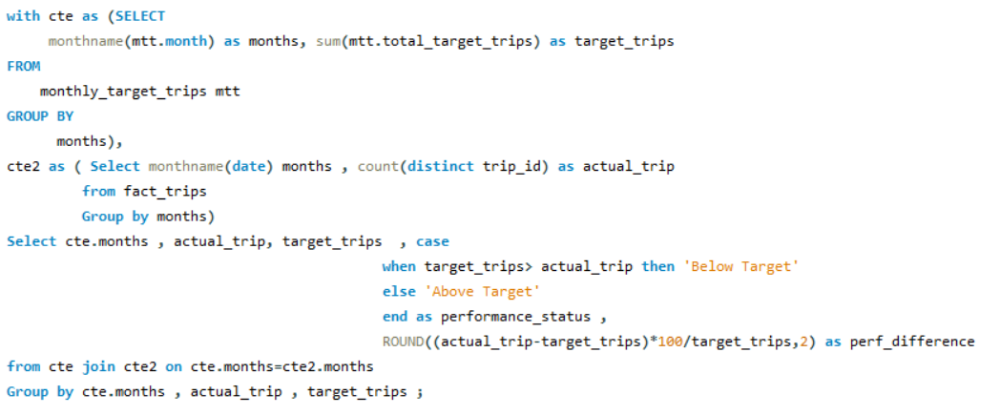 with cte as (SELECT
monthname(mtt.month) as months, sum(mtt.total_target_trips) as target_trips
FROM
monthly_target_trips mtt
GROUP BY
months),
cte2 as ( Select monthname(date) months , count(distinct trip_id) as actual_trip
from fact_trips
Group by months)
Select cte.months , actual_trip, target_trips  , case
when target_trips> actual_trip then 'Below Target'
else 'Above Target'
end as performance_status ,
ROUND((actual_trip-target_trips)*100/target_trips,2) as perf_difference
from cte join cte2 on cte.months=cte2.months
Group by cte.months , actual_trip , target_trips ;